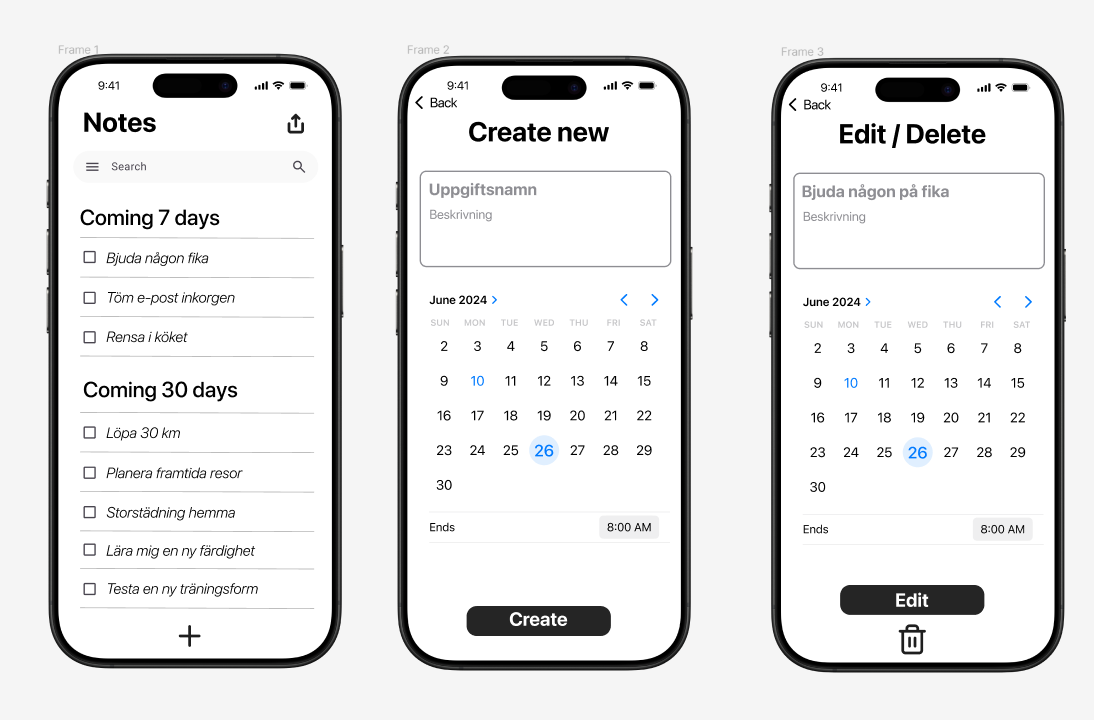 Frame 1
9:41
Notes
Search
Coming 7 days
Bjuda någon fika
Töm e-post inkorgen
Rensa i köket
Coming 30 days
Löpa 30 km
Planera framtida resor
Storstädning hemma
Lära mig en ny färdighet
Testa en ny träningsform
Frame 2
9:41
Back
Create new
Uppgiftsnamn
Beskrivning
June 2024
SUN MON TUE WED THU FRI SAT
2 3 4 5 6 7 8
9 10 11 12 13 14 15
16 17 18 19 20 21 22
23 24 25 26 27 28 29
30
Ends 8:00 AM
Create
Frame 3
9:41
Back
Edit / Delete
Bjuda någon på fika
Beskrivning
June 2024
SUN MON TUE WED THU FRI SAT
2 3 4 5 6 7 8
9 10 11 12 13 14 15
16 17 18 19 20 21 22
23 24 25 26 27 28 29
30
Ends 8:00 AM
Edit